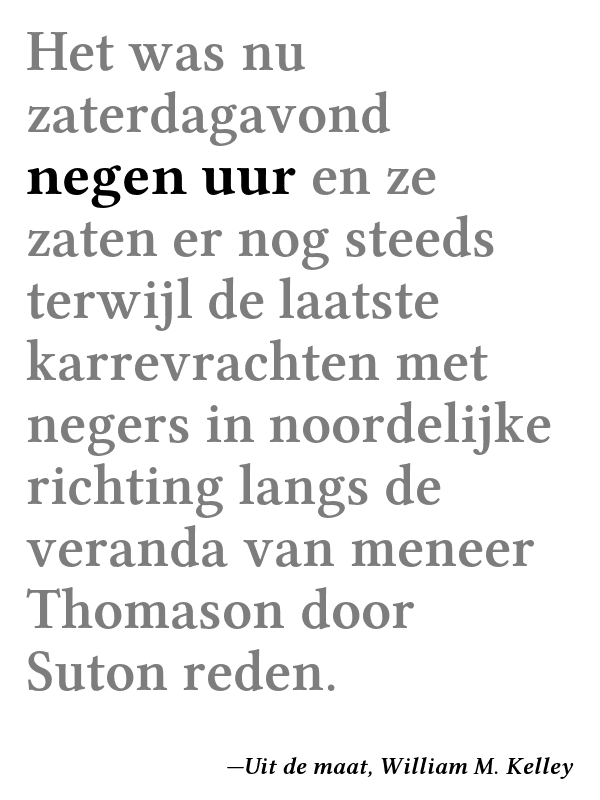 Het was nu
zaterdagavond
negen uur en ze
zaten er nog steeds
terwijl de laatste
karrevrachten met
negers in noordelijke
richting langs de
veranda van meneer
Thomason door
Suton reden.
—Uit de maat, William M. Kelley